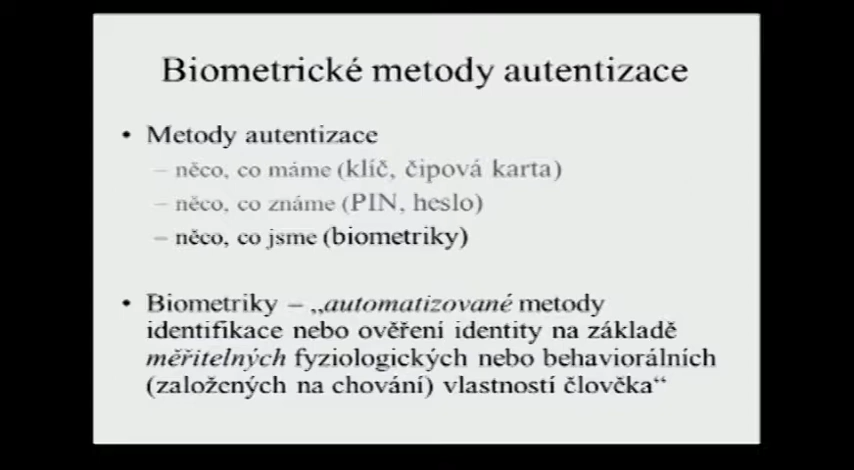 Biometrické metody autentizace
• Metody autentizace
– něco, co máme (klíč, čipová karta)
– něco, co známe (PIN, heslo)
– něco, co jsme (biometriky)
• Biometriky – „automatizované metody
identifikace nebo ověření identity na základě
měřitelných fyziologických nebo behaviorálních
(založených na chování) vlastností člověka“